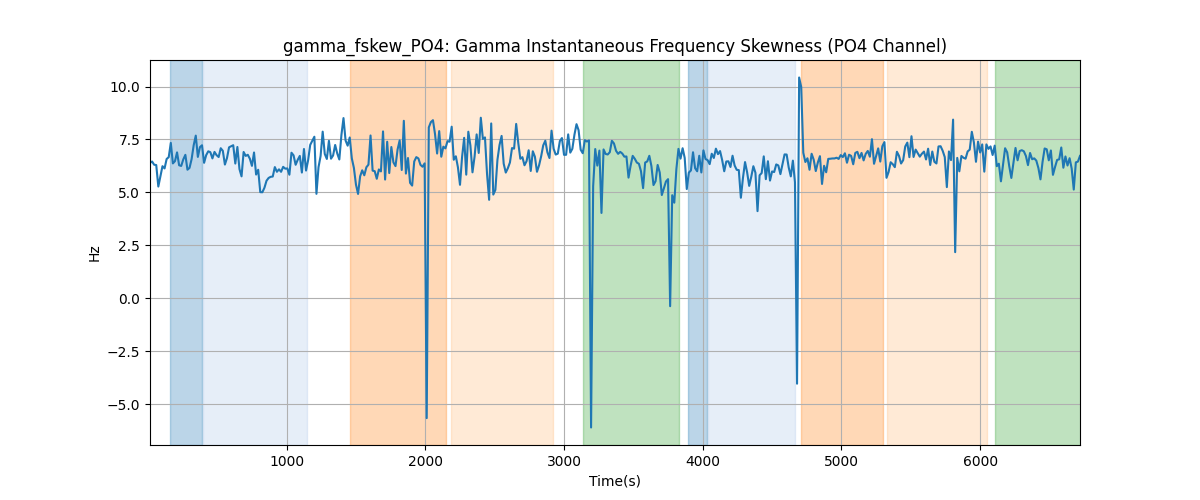 gamma_fskew_PO4: Gamma Instantaneous Frequency Skewness (PO4 Channel)
10.0
7.5
5.0
2.5
0.0
−2.5
−5.0
Hz
1000 2000 3000 4000 5000 6000
Time(s)